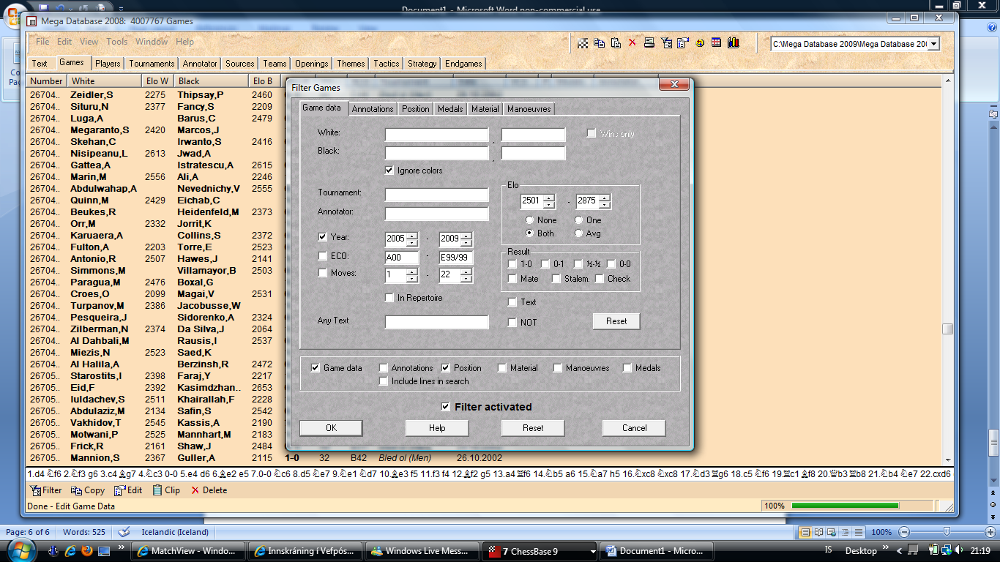 Document1 - Microsoft Word non-commercial use
Mega Database 2008: 4007767 Games
File Edit View Tools Window Help
C:\Mega Database 2009\Mega Database 200
Text Games Players Tournaments Annotator Sources Teams Openings Themes Tactics Strategy Endgames
Number White Elo W Black Elo B
26704.. Zeidler,S 2275 Thipsay,P 2460
26704.. Situru,N 2377 Fancy,S 2209
26704.. Luga,A Barus,C 2479
26704.. Megaranto,S 2420 Marcos,J
26704.. Skehan,C Irwanto,S 2416
26704.. Nisipeanu,L 2613 Jwad,A
26704.. Gattea,A Istratescu,A 2615
26704.. Marin,M 2556 Ali,A 2246
26704.. Abdulwahap,A Nevednichy,V 2555
26704.. Quinn,M 2429 Eichab,C
26704.. Beukes,R Heidenfeld,M 2373
26704.. Orr,M 2332 Jorrit,K
26704.. Karuaera,A Collins,S 2372
26704.. Fulton,A 2203 Torre,E 2523
26704.. Antonio,R 2507 Hawes,J 2141
26704.. Simmons,M Villamayor,B 2503
26704.. Paragua,M 2476 Boxal,G
26704.. Croes,O 2099 Magai,V 2531
26704.. Turpanov,M 2386 Jacobusse,W
26704.. Pesqueira,J Sidorenko,A 2324
26704.. Zilberman,N 2374 Da Silva,J 2064
26704.. Al Dahbali,M Rausis,I 2537
26704.. Miezis,N 2523 Saed,K
26704.. Al Halila,A Berzinsh,R 2472
26704.. Starostits,I 2398 Faraj,Y 2217
26705.. Eid,F 2392 Kasimdzhan.. 2653
26705.. Iuldachev,S 2511 Khairallah,F 2228
26705.. Abdulaziz,M 2134 Safin,S 2542
26705.. Vakhidov,T 2545 Kassis,A 2190
26705.. Motwani,P 2525 Mannhart,M 2183
26705.. Frick,R 2161 Shaw,J 2484
26705.. Mannion,S 2367 Guller,A 2115 1-0 32 B42 Bled ol (Men) 26.10.2002
Filter Games
Game data Annotations Position Medals Material Manoeuvres
White: , Wins only
Black: ,
Ignore colors
Tournament:
Annotator:
Elo
2501 - 2875
None One
Both Avg
Year: 2005 - 2009
ECO: A00 E99/99
Moves: 1 - 22
Result
1-0 0-1 ½-½ 0-0
Mate Stalem. Check
In Repertoire
Text
Any Text
NOT
Reset
Game data Annotations Position Material Manoeuvres Medals
Include lines in search
Filter activated
OK Help Reset Cancel
1.d4 ♘f6 2.♘f3 g6 3.c4 ♗g7 4.♘c3 0-0 5.e4 d6 6.♗e2 e5 7.0-0 ♘c6 8.d5 ♘e7 9.♘e1 ♘d7 10.♗e3 f5 11.f3 f4 12.♗f2 g5 13.a4 ♖f6 14.♘b5 a6 15.♘a7 h5 16.♘xc8 ♘xc8 17.♘d3 ♖g6 18.c5 ♘f6 19.♖c1 ♗f8 20.♕b3 ♖b8 21.♘b4 ♘e7 22.cxd6
Filter Copy Edit Clip Delete
Done - Edit Game Data 100%
Page: 6 of 6 Words: 525 Icelandic (Iceland) 100%
MatchView - Windo... Innskráning í Vefpós... Windows Live Mess... 7 ChessBase 9 Document1 - Micro... IS Desktop 21:19